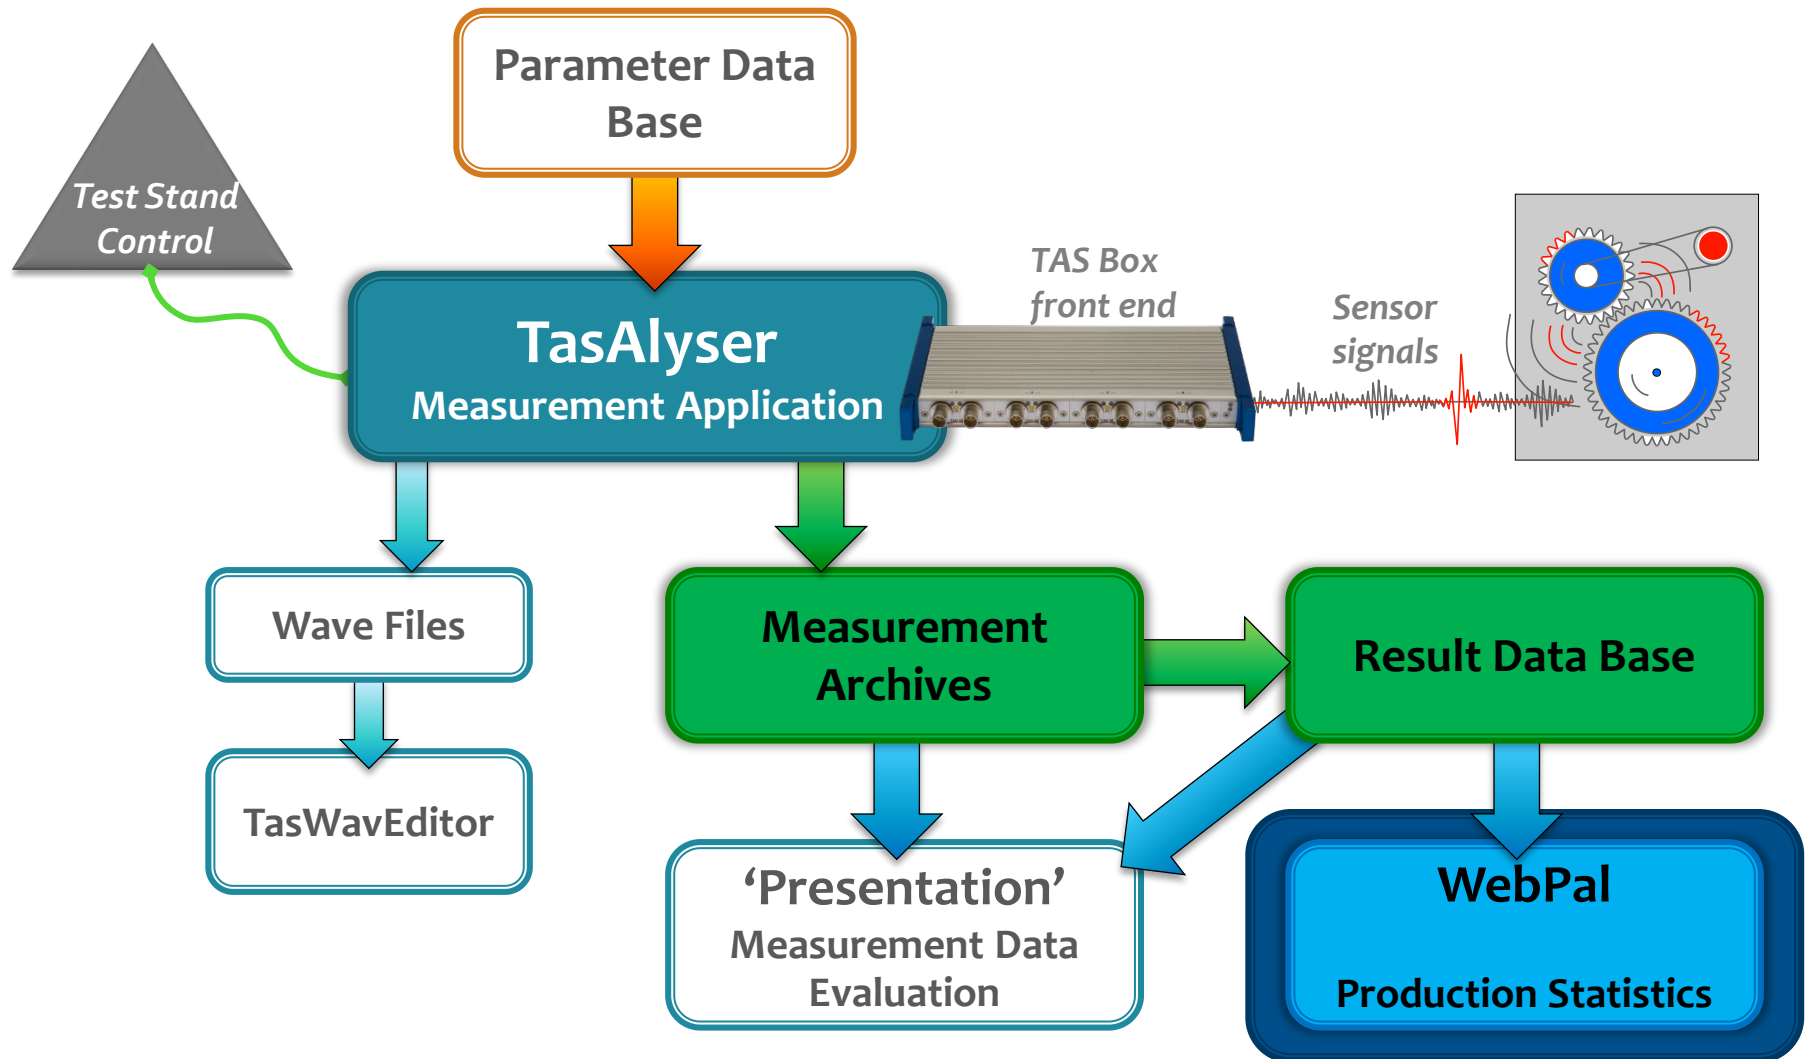 Parameter Data
Base
Test Stand
Control
TAS Box
front end
Sensor
signals
TasAlyser
Measurement Application
Wave Files
Measurement
Archives
Result Data Base
TasWavEditor
‘Presentation’
Measurement Data
Evaluation
WebPal
Production Statistics